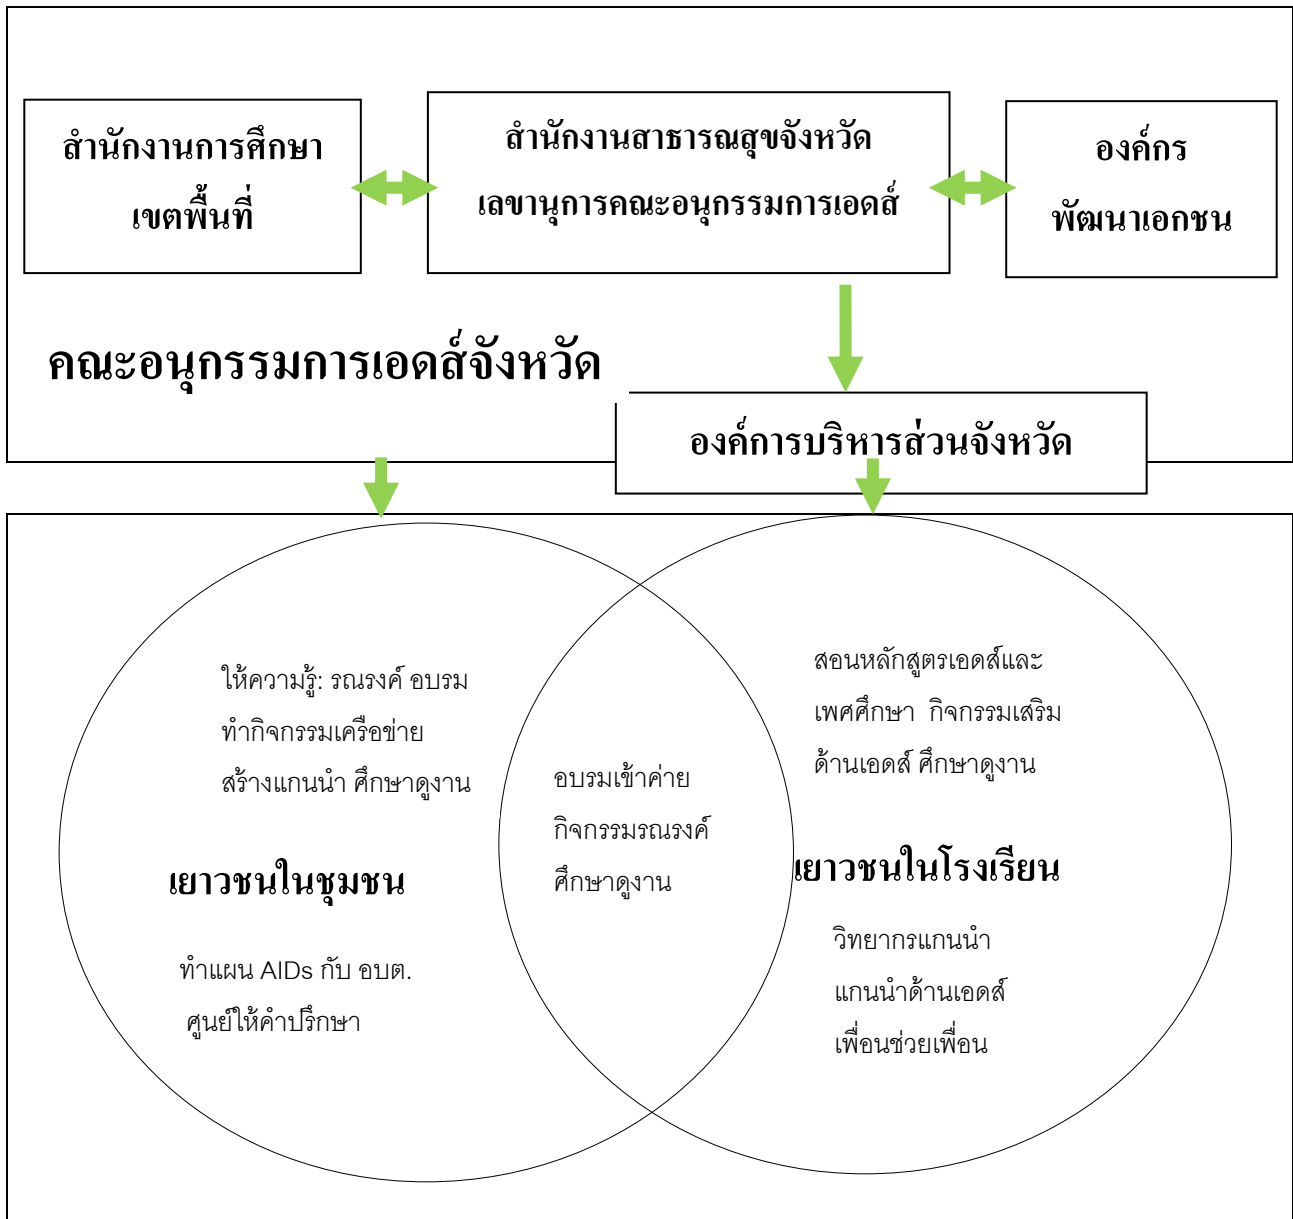 สำนักงานการศึกษา
เขตพื้นที่
สำนักงานสาธารณสุขจังหวัด
เลขานุการคณะอนุกรรมการเอดส์
องค์กร
พัฒนาเอกชน
คณะอนุกรรมการเอดส์จังหวัด
องค์การบริหารส่วนจังหวัด
ให้ความรู้: รณรงค์ อบรม
ทำกิจกรรมเครือข่าย
สร้างแกนนำ ศึกษาดูงาน
เยาวชนในชุมชน
ทำแผน AIDs กับ อบต.
ศูนย์ให้คำปรึกษา
อบรมเข้าค่าย
กิจกรรมรณรงค์
ศึกษาดูงาน
สอนหลักสูตรเอดส์และ
เพศศึกษา กิจกรรมเสริม
ด้านเอดส์ ศึกษาดูงาน
เยาวชนในโรงเรียน
วิทยากรแกนนำ
แกนนำด้านเอดส์
เพื่อนช่วยเพื่อน